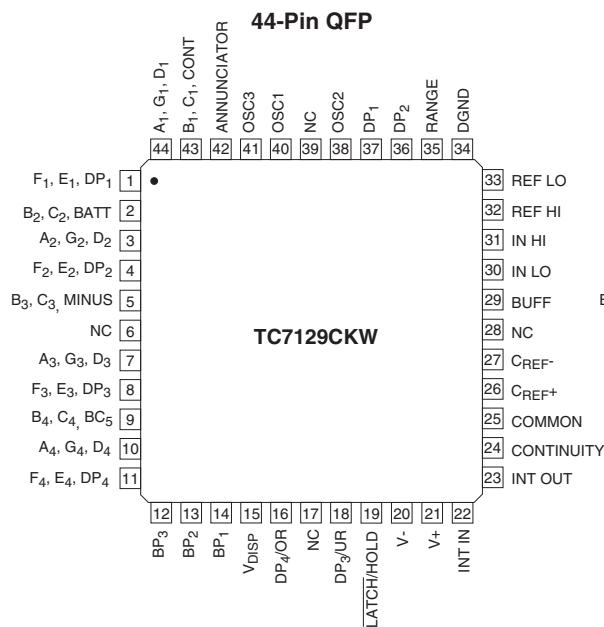 44-Pin QFP
A1, G1, D1
B1, C1, CONT
ANNUNCIATOR
OSC3
OSC1
NC
OSC2
DP1
DP2
RANGE
DGND
44 43 42 41 40 39 38 37 36 35 34
F1, E1, DP1 1
B2, C2, BATT 2
A2, G2, D2 3
F2, E2, DP2 4
B3, C3, MINUS 5
NC 6
A3, G3, D3 7
F3, E3, DP3 8
B4, C4, BC5 9
A4, G4, D4 10
F4, E4, DP4 11
TC7129CKW
33 REF LO
32 REF HI
31 IN HI
30 IN LO
29 BUFF
28 NC
27 CREF-
26 CREF+
25 COMMON
24 CONTINUITY
23 INT OUT
12 13 14 15 16 17 18 19 20 21 22
BP3
BP2
BP1
VDISP
DP4/OR
NC
DP3/UR
LATCH/HOLD
V-
V+
INT IN